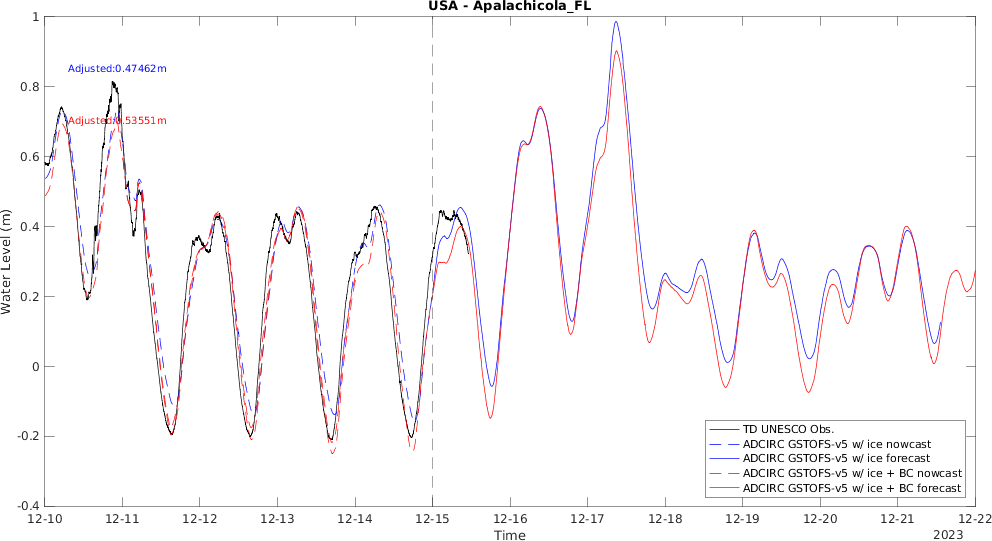 USA - Apalachicola_FL
Adjusted:0.47462m
Adjusted:0.53551m
Water Level (m)
1
0.8
0.6
0.4
0.2
0
-0.2
-0.4
12-10 12-11 12-12 12-13 12-14 12-15 12-16 12-17 12-18 12-19 12-20 12-21 12-22
Time
2023
TD UNESCO Obs.
ADCIRC GSTOFS-v5 w/ ice nowcast
ADCIRC GSTOFS-v5 w/ ice forecast
ADCIRC GSTOFS-v5 w/ ice + BC nowcast
ADCIRC GSTOFS-v5 w/ ice + BC forecast